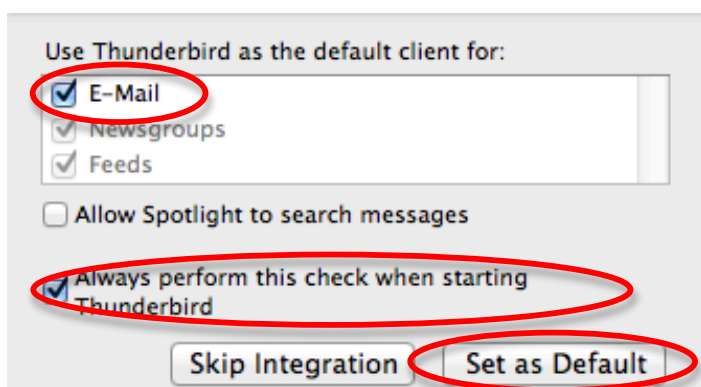 Use Thunderbird as the default client for:
E-Mail
Newsgroups
Feeds
Allow Spotlight to search messages
Always perform this check when starting
Thunderbird
Skip Integration Set as Default